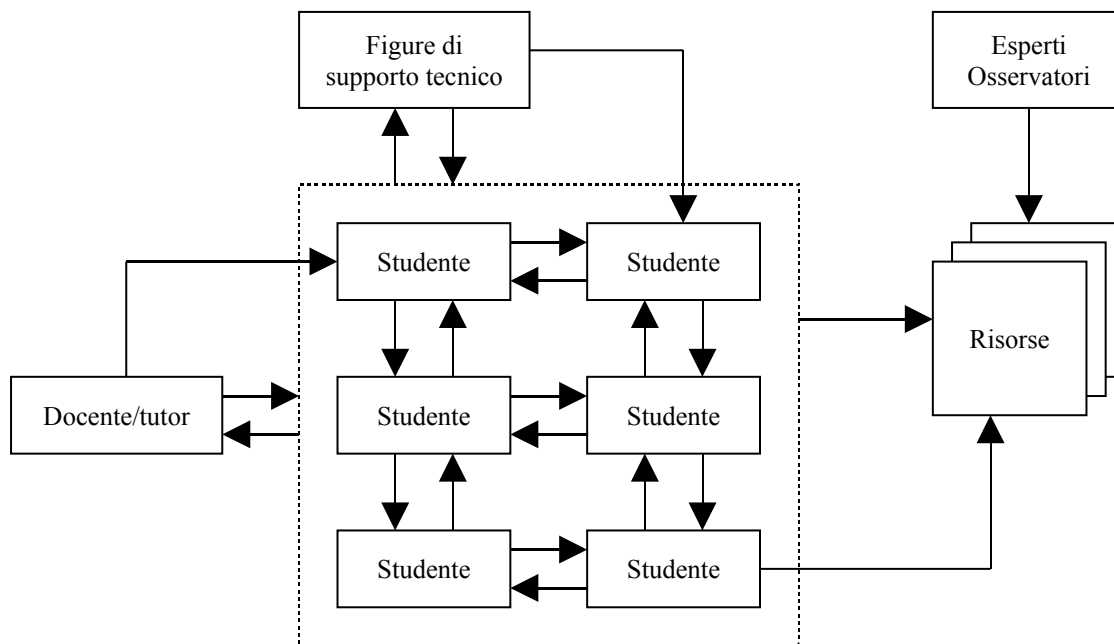 Figure di
supporto tecnico
Esperti
Osservatori
Studente
Studente
Risorse
Docente/tutor
Studente
Studente
Studente
Studente